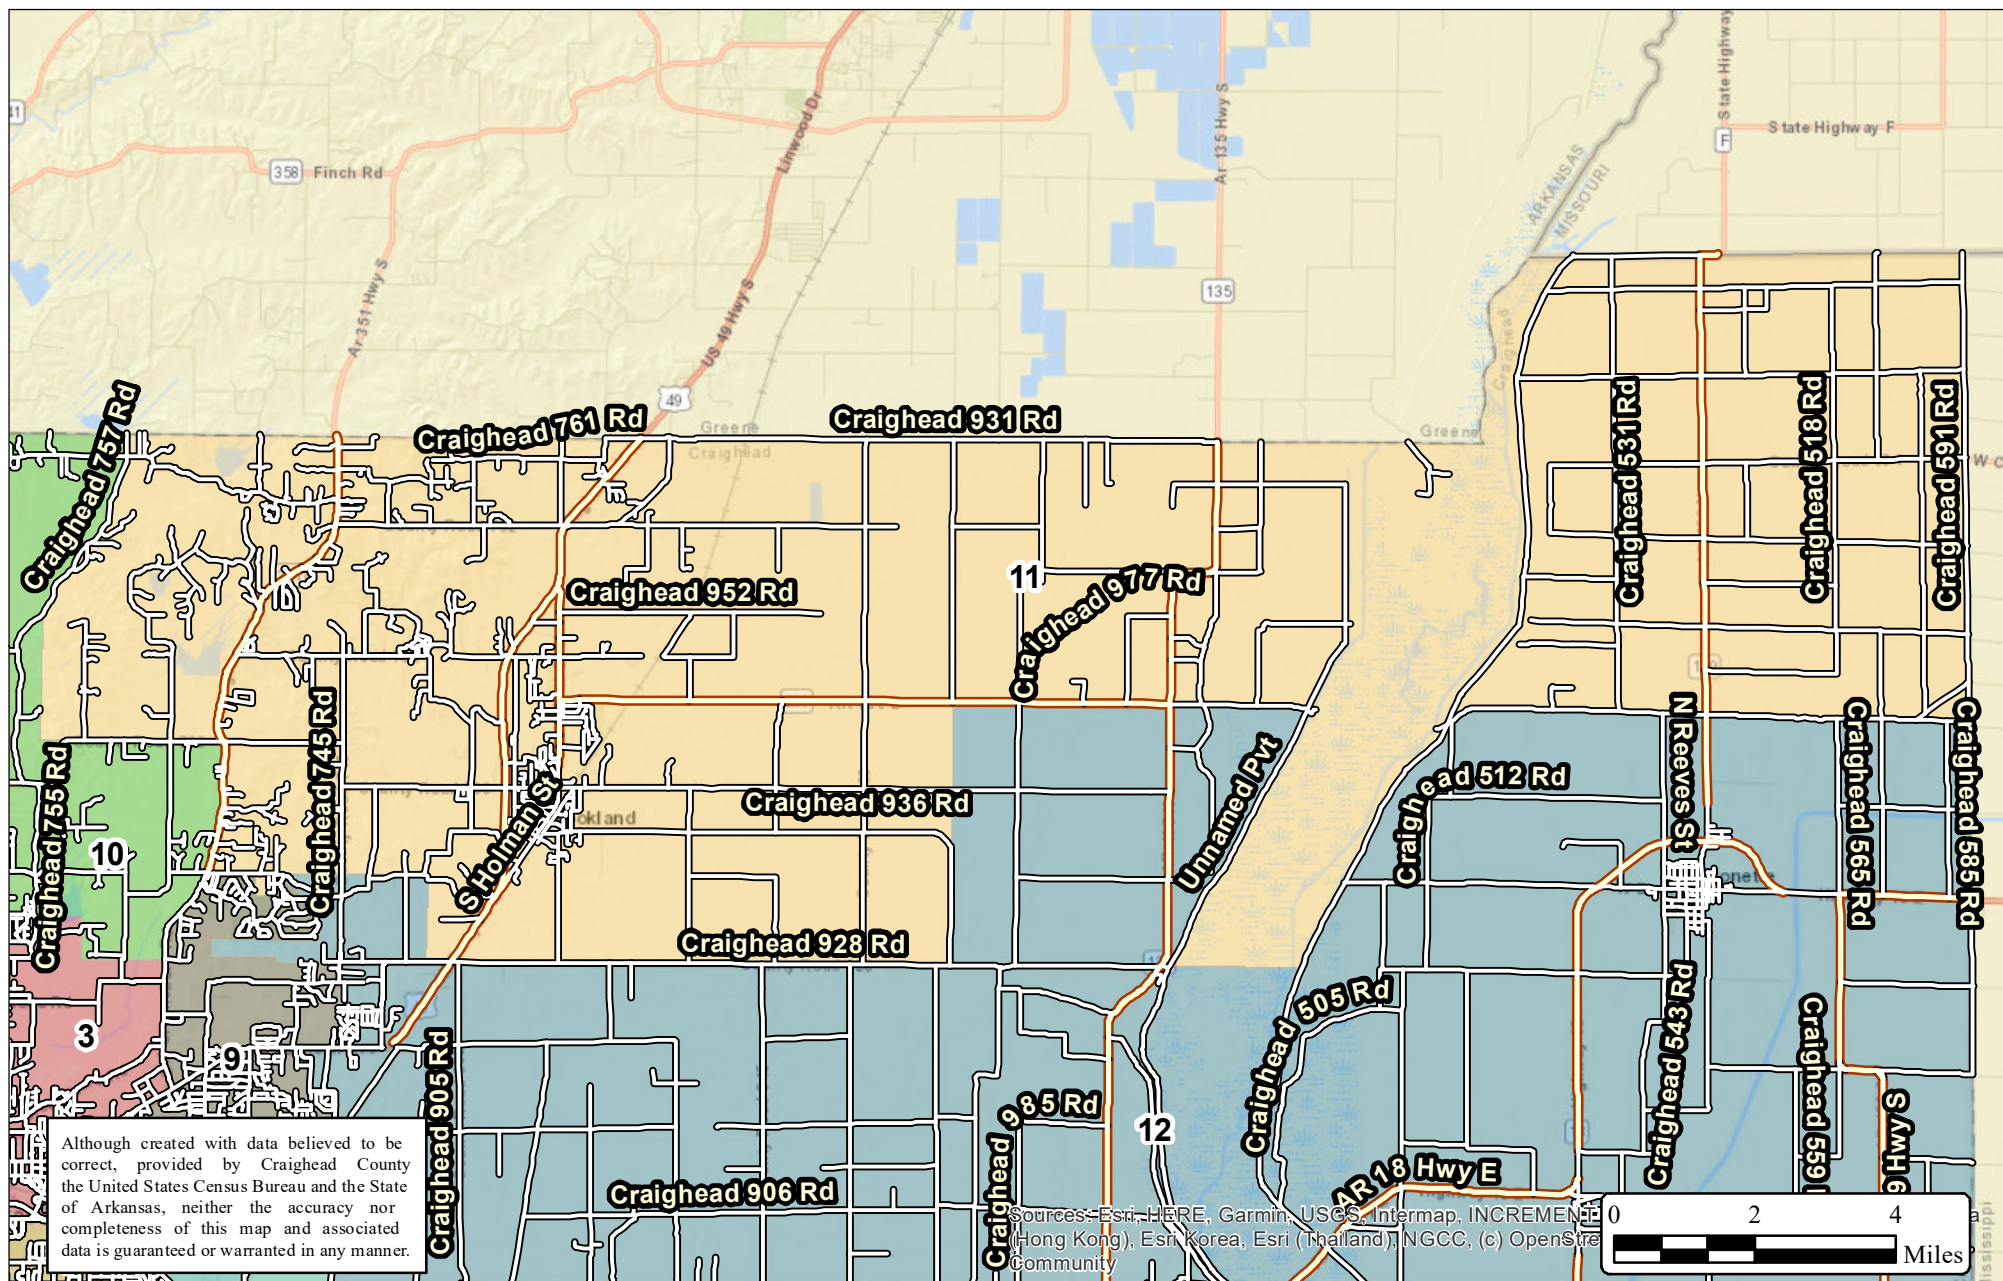 41
State Highway
State Highway F
F
Ar 135 Hwy S
Linwood Dr
358
Finch Rd
ARKANSAS
MISSOURI
Ar 351 Hwy S
US 49 Hwy S
135
49
Greene
Craighead
Greene
Craighead
Craighead 757 Rd
Craighead 761 Rd
Craighead 931 Rd
Craighead 531 Rd
Craighead 518 Rd
Craighead 591 Rd
W C
11
Craighead 952 Rd
Craighead 977 Rd
Craighead 745 Rd
Craighead 755 Rd
10
S Holman St
okland
Craighead 936 Rd
Unnamed Pvt
Craighead 512 Rd
N Reeves St
Craighead 565 Rd
Craighead 585 Rd
onette
Craighead 928 Rd
Craighead 505 Rd
Craighead 543 Rd
Craighead 559
3
9
Craighead 905 Rd
Craighead 985 Rd
12
6 Hwy S
Craighead 906 Rd
AR 18 Hwy E
Although created with data believed to be
correct, provided by Craighead County
the United States Census Bureau and the State
of Arkansas, neither the accuracy nor
completeness of this map and associated
data is guaranteed or warranted in any manner.
Sources: Esri, HERE, Garmin, USGS, Intermap, INCREMENT
(Hong Kong), Esri Korea, Esri (Thailand), NGCC, (c) OpenStre
Community
0 2 4
Miles
ississippi